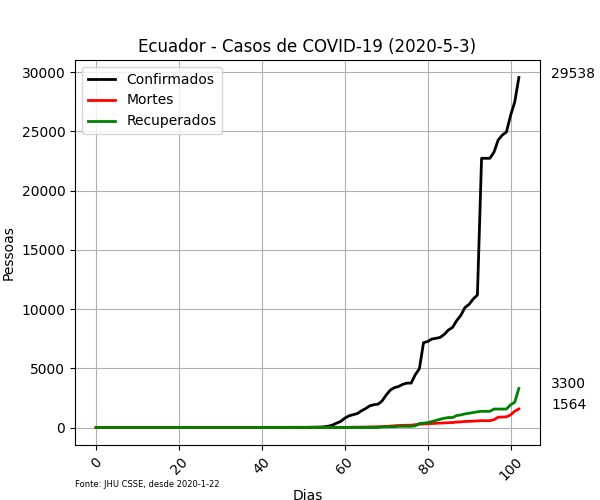 Ecuador - Casos de COVID-19 (2020-5-3)
Confirmados
Mortes
Recuperados
Pessoas
30000
25000
20000
15000
10000
5000
0
29538
3300
1564
0
20
40
60
80
100
Fonte: JHU CSSE, desde 2020-1-22
Dias